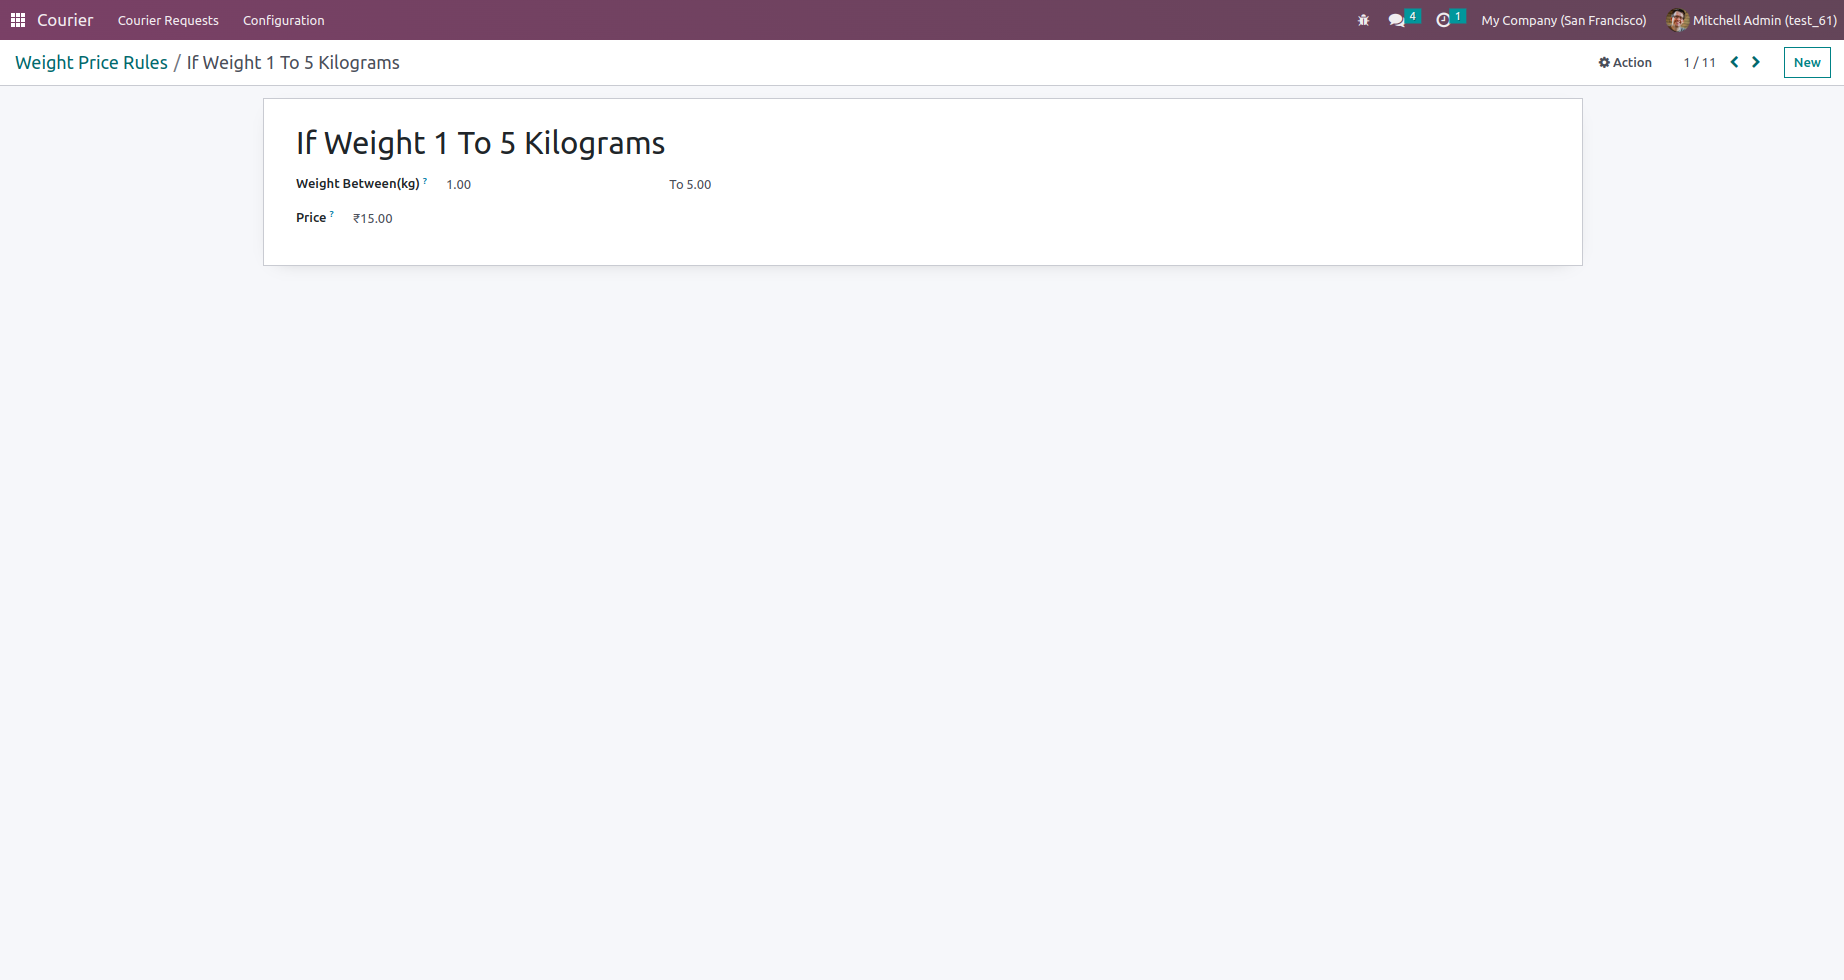 Courier Courier Requests Configuration 4 1 My Company (San Francisco) Mitchell Admin (test_61)
Weight Price Rules / If Weight 1 To 5 Kilograms Action 1 / 11 New
If Weight 1 To 5 Kilograms
Weight Between(kg) ? 1.00 To 5.00
Price ? ₹15.00